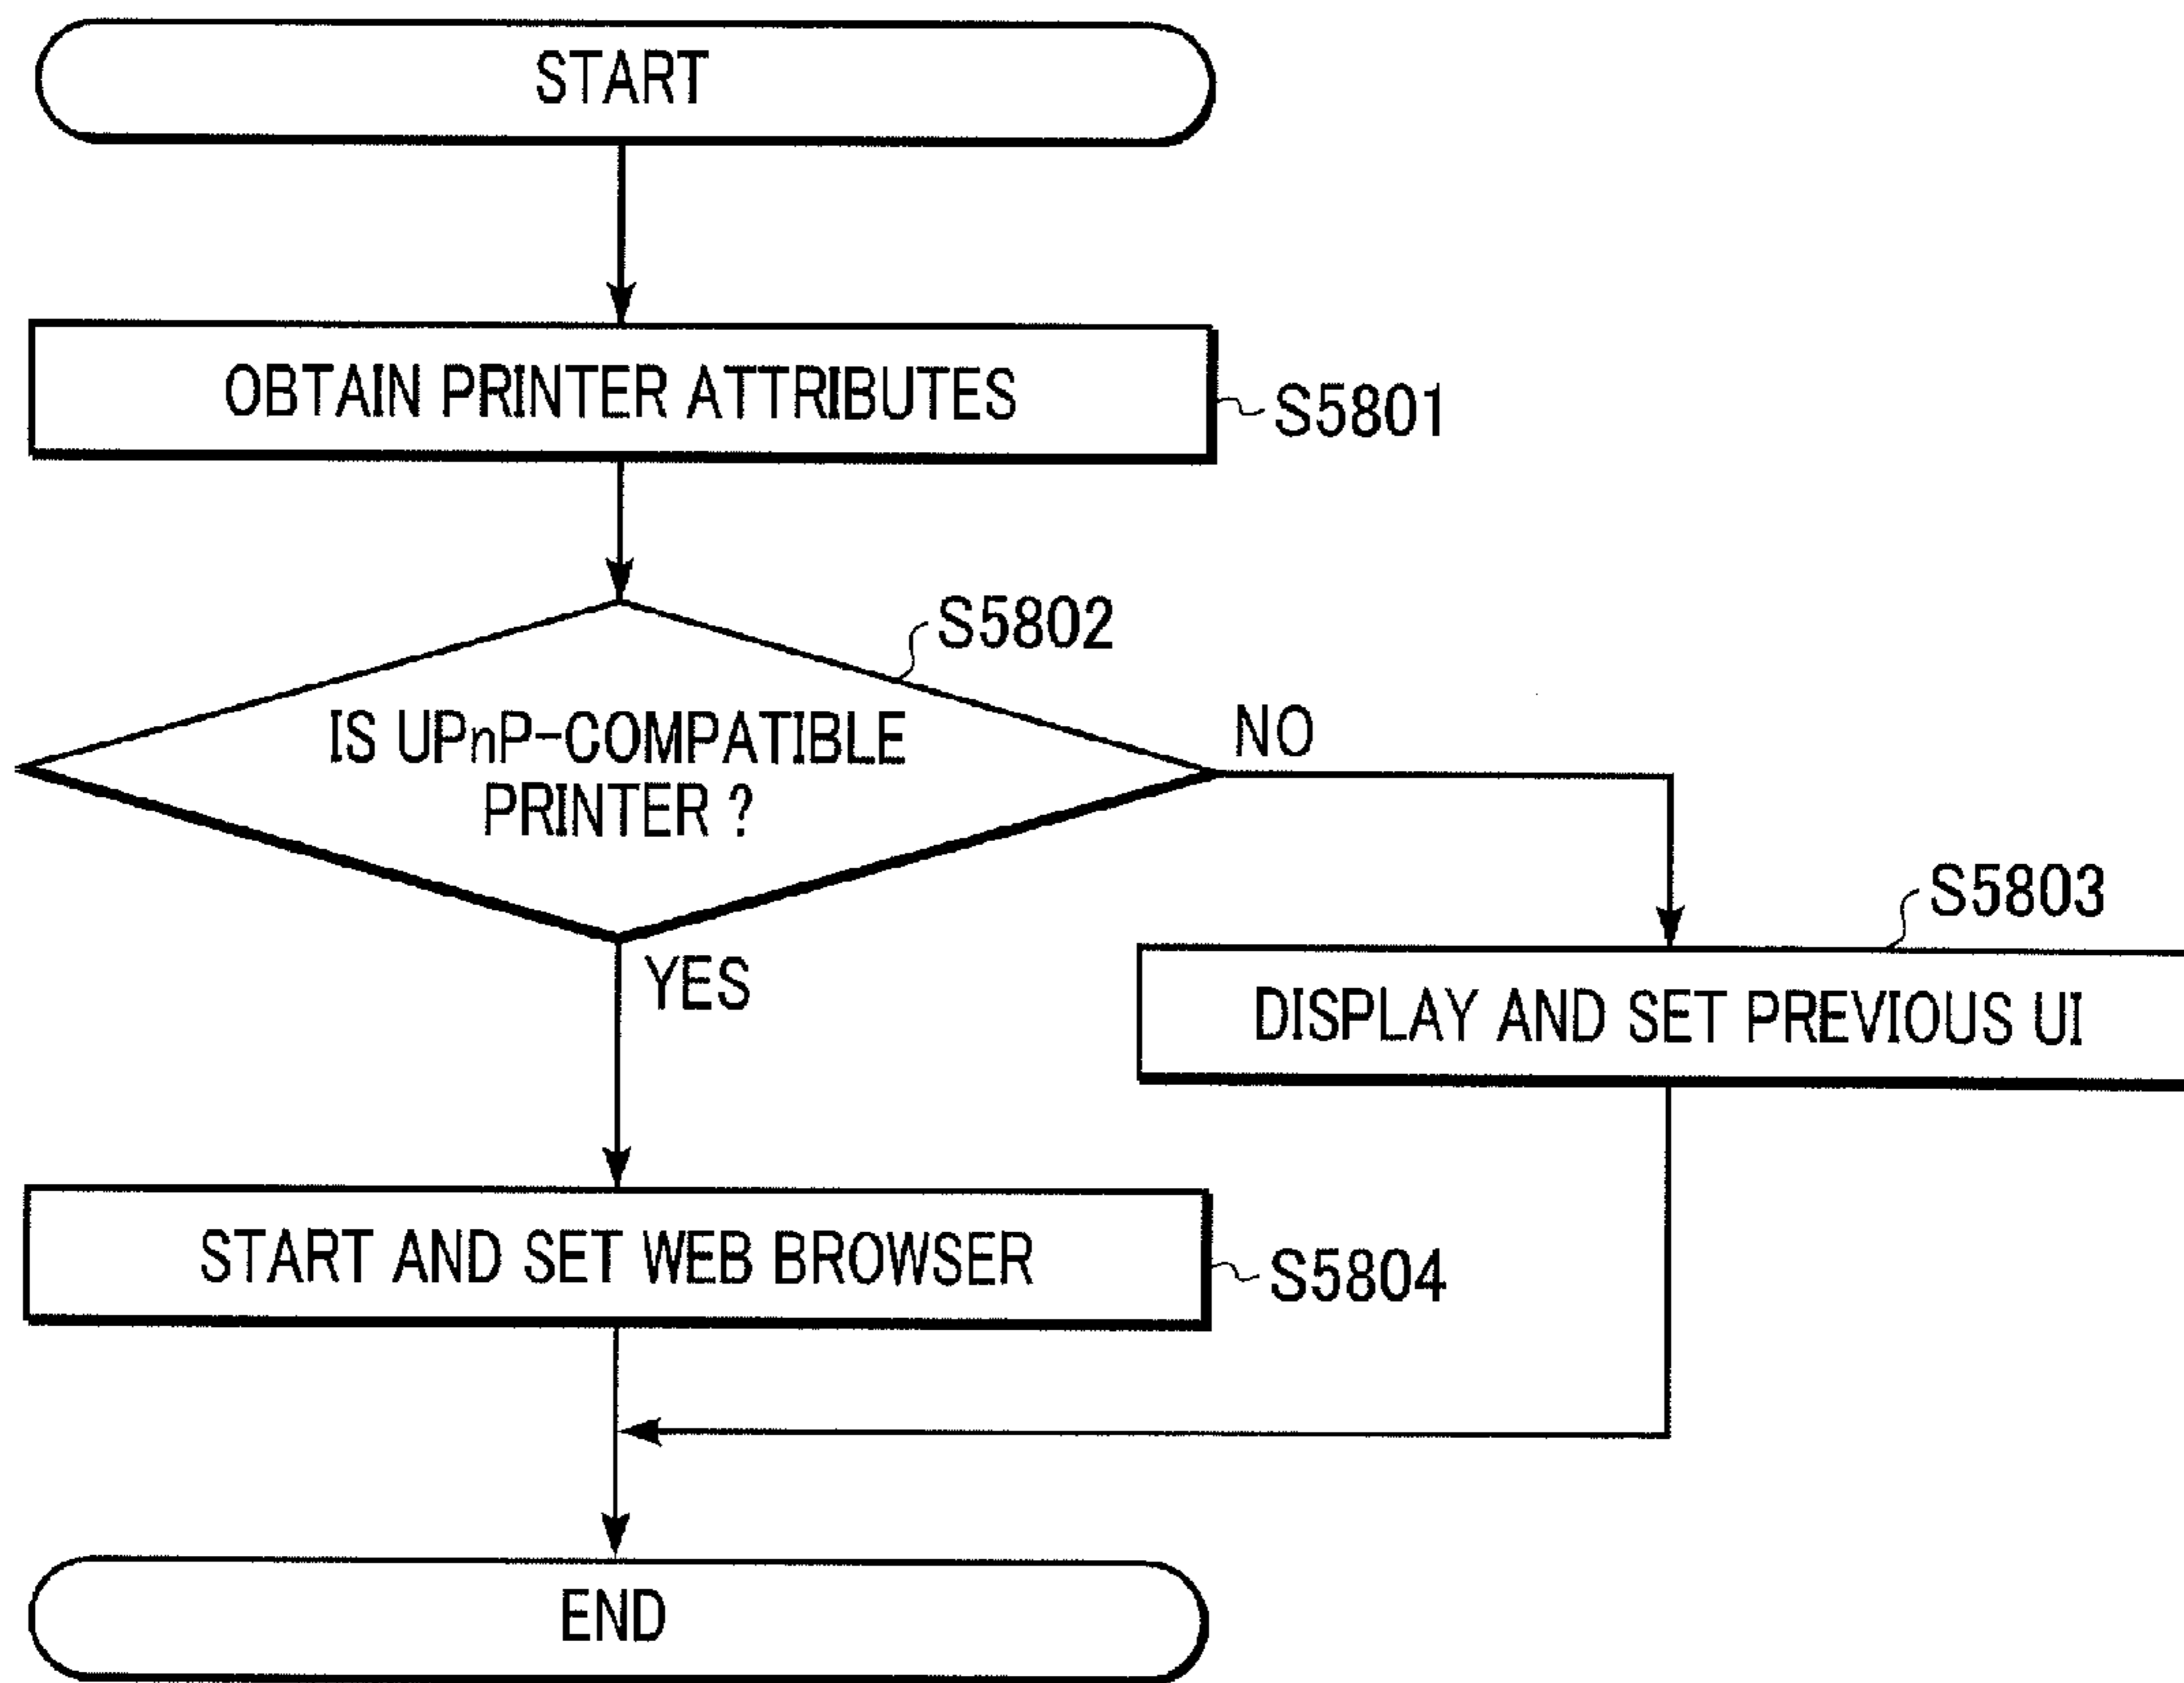 START
OBTAIN PRINTER ATTRIBUTES
S5801
S5802
IS UPnP-COMPATIBLE
PRINTER ?
NO
YES
S5803
DISPLAY AND SET PREVIOUS UI
START AND SET WEB BROWSER
S5804
END